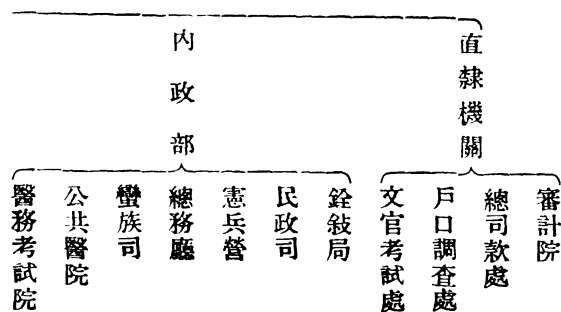 直隸機關
審計院
總司款處
戶口調查處
文官考試處
內政部
銓敍局
民政司
憲兵營
總務廳
蠻族司
公共醫院
醫務考試院